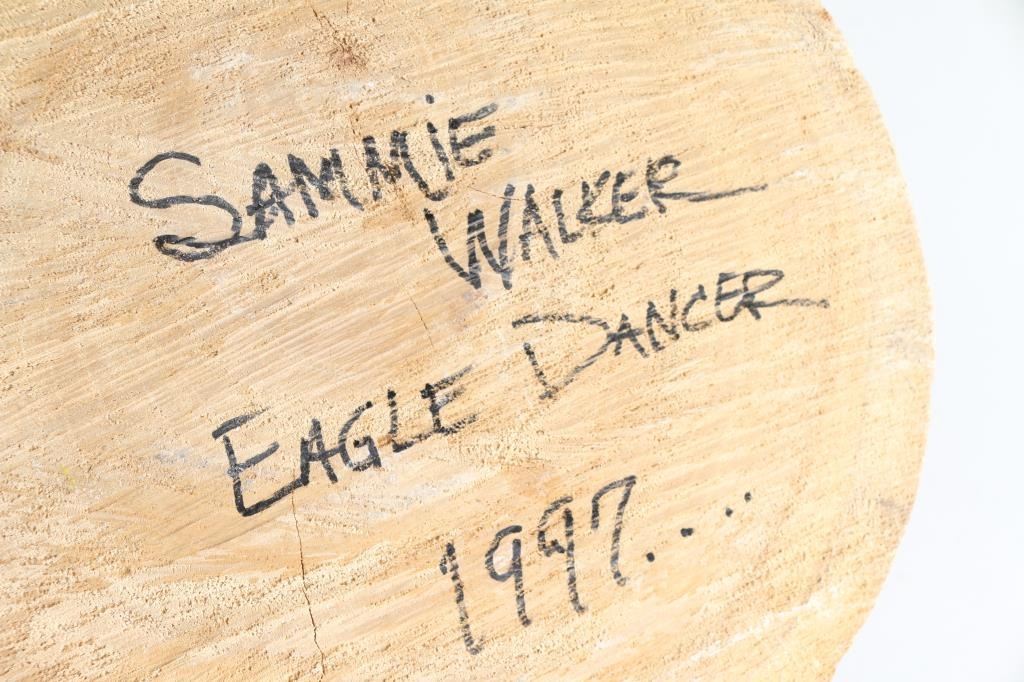 SAMMiE
WALKER
EAGLE DANCER
1997....